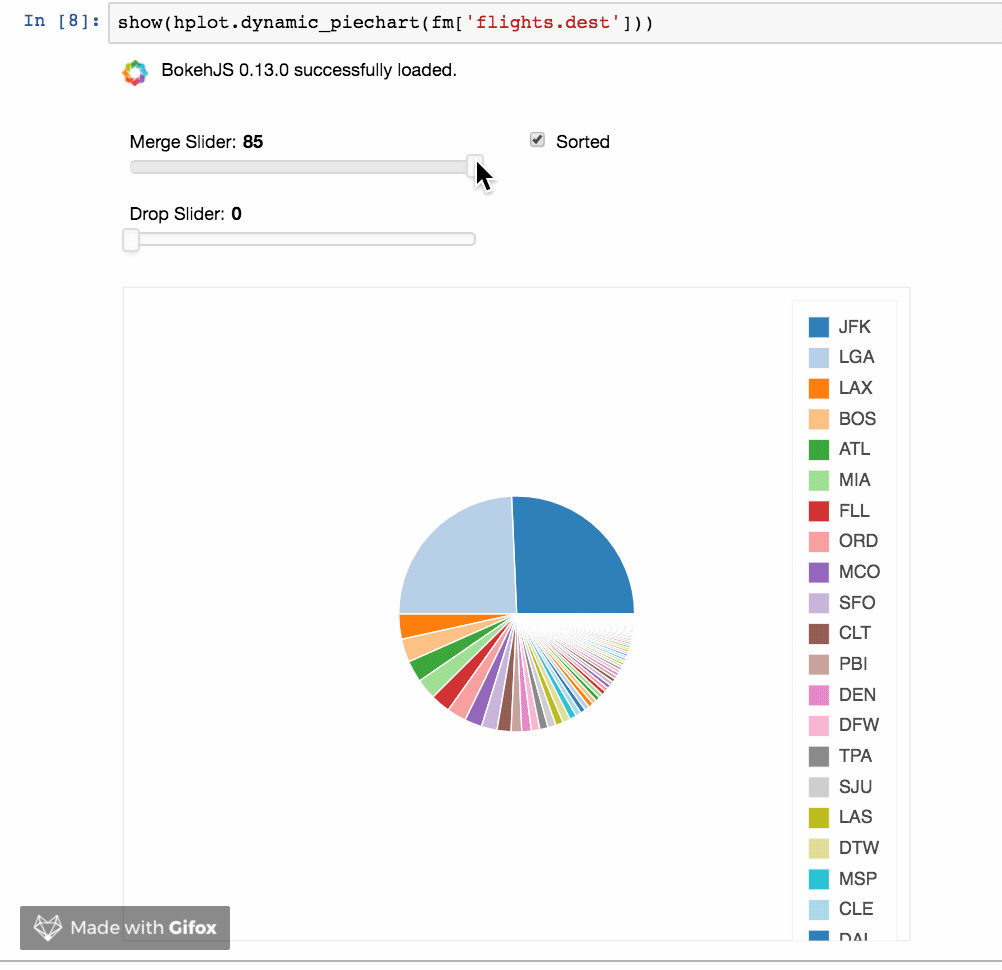 In [8]: show(hplot.dynamic_piechart(fm['flights.dest']))
BokehJS 0.13.0 successfully loaded.
Merge Slider: 85
Sorted
Drop Slider: 0
JFK
LGA
LAX
BOS
ATL
MIA
FLL
ORD
MCO
SFO
CLT
PBI
DEN
DFW
TPA
SJU
LAS
DTW
MSP
CLE
Made with Gifox